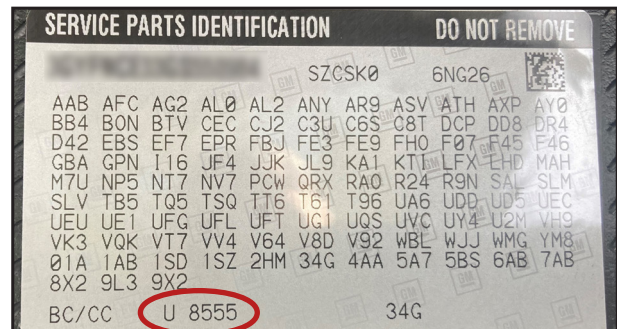 SERVICE PARTS IDENTIFICATION DO NOT REMOVE
SZCSK0 6NG26
AAB AFC AG2 AL0 AL2 ANY AR9 ASV ATH AXP AY0
BB4 BON BTV CEC CJ2 C3U C6S C8T DCP DD8 DR4
D42 EBS EF7 EPR FBJ FE3 FE9 FHO F07 F45 F46
GBA GPN I16 JF4 JJK JL9 KA1 KTI LFX LHD MAH
M7U NP5 NT7 NV7 PCW QRX RAO R24 R9N SAL SLM
SLV TB5 TQ5 TSQ TT6 T61 T96 UA6 UDD UD5 UEC
UEU UE1 UFG UFL UFT UG1 UQS UVC UY4 U2M VH9
VK3 VQK VT7 VV4 V64 V8D V92 WBL WJJ WMG YM8
01A 1AB 1SD 1SZ 2HM 34G 4AA 5A7 5BS 6AB 7AB
8X2 9L3 9X2
BC/CC U 8555 34G